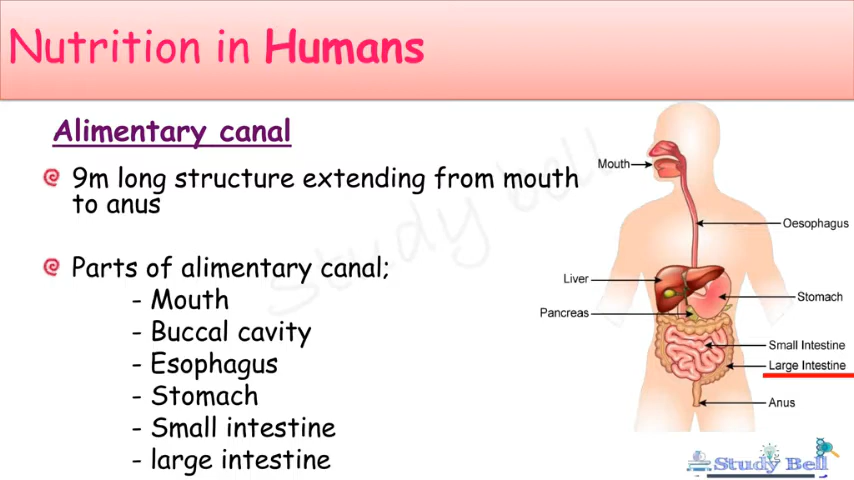 Nutrition in Humans
Alimentary canal
9m long structure extending from mouth
to anus
Parts of alimentary canal;
- Mouth
- Buccal cavity
- Esophagus
- Stomach
- Small intestine
- large intestine
Mouth
Oesophagus
Liver
Stomach
Pancreas
Small Intestine
Large Intestine
Anus
Study bell
Study Bell